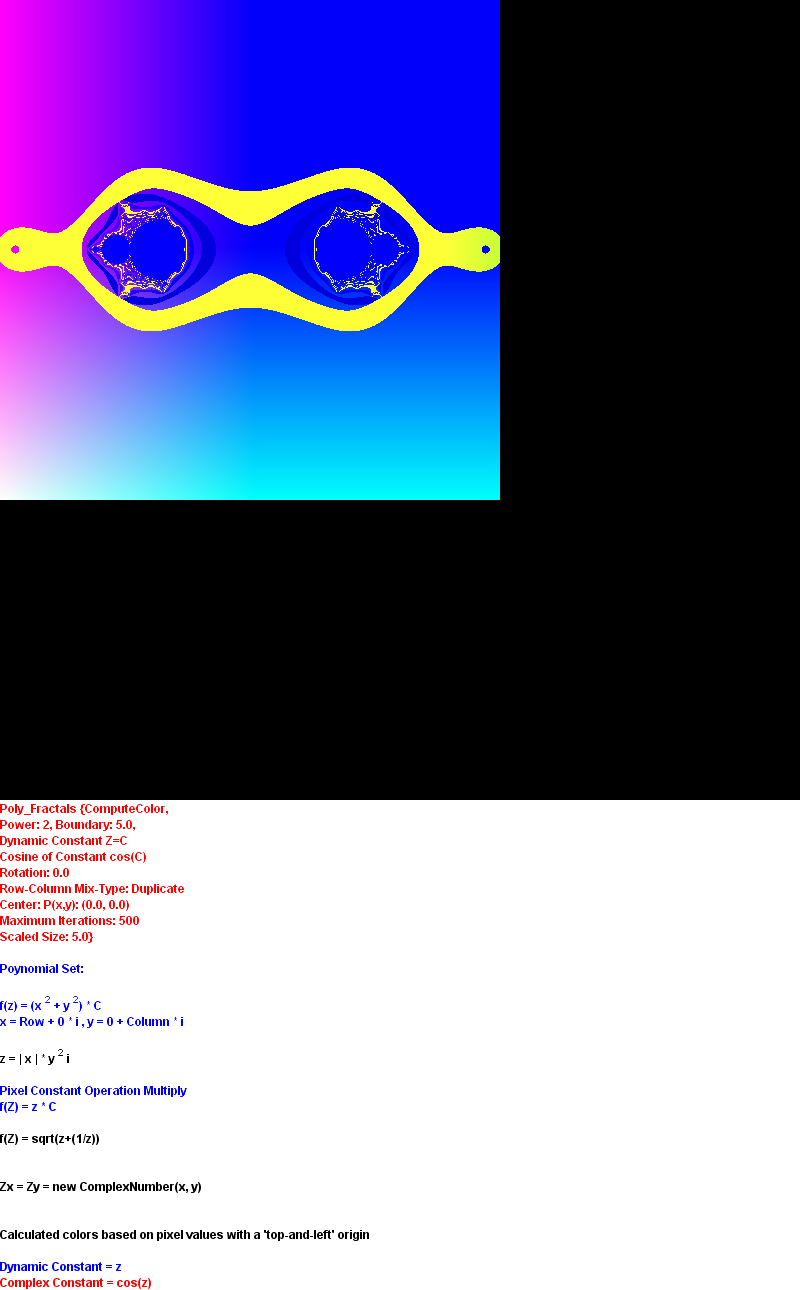 Poly_Fractals {ComputeColor,
Power: 2, Boundary: 5.0,
Dynamic Constant Z=C
Cosine of Constant cos(C)
Rotation: 0.0
Row-Column Mix-Type: Duplicate
Center: P(x,y): (0.0, 0.0)
Maximum Iterations: 500
Scaled Size: 5.0}
Poynomial Set:
f(z) = (x 2 + y 2) * C
x = Row + 0 * i , y = 0 + Column * i
z = | x | * y 2 i
Pixel Constant Operation Multiply
f(Z) = z * C
f(Z) = sqrt(z+(1/z))
Zx = Zy = new ComplexNumber(x, y)
Calculated colors based on pixel values with a 'top-and-left' origin
Dynamic Constant = z
Complex Constant = cos(z)